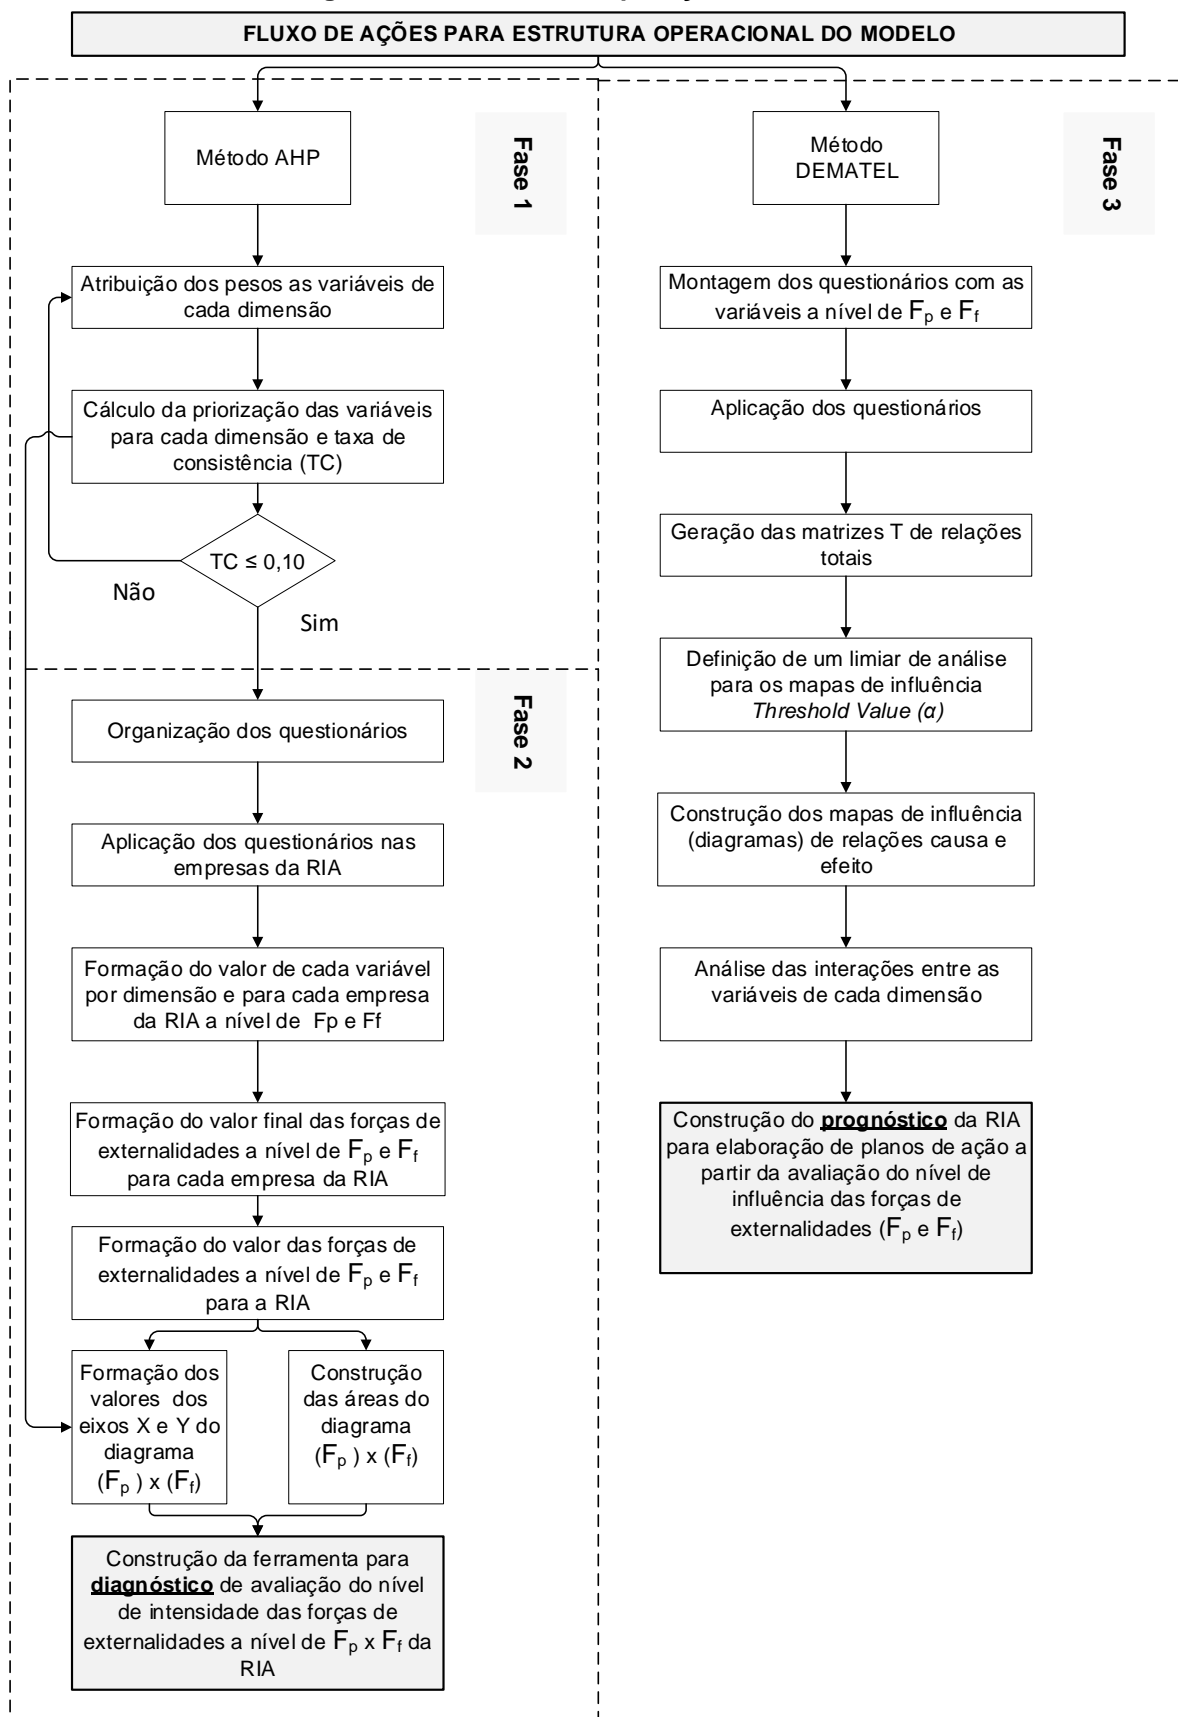 FLUXO DE AÇÕES PARA ESTRUTURA OPERACIONAL DO MODELO
Método AHP
Fase 1
Atribuição dos pesos as variáveis de
cada dimensão
Cálculo da priorização das variáveis
para cada dimensão e taxa de
consistência (TC)
TC ≤ 0,10
Não
Sim
Fase 2
Organização dos questionários
Aplicação dos questionários nas
empresas da RIA
Formação do valor de cada variável
por dimensão e para cada empresa
da RIA a nível de Fp e Ff
Formação do valor final das forças de
externalidades a nível de Fp e Ff
para cada empresa da RIA
Formação do valor das forças de
externalidades a nível de Fp e Ff
para a RIA
Formação dos
valores dos
eixos X e Y do
diagrama
(Fp ) x (Ff)
Construção
das áreas do
diagrama
(Fp ) x (Ff)
Construção da ferramenta para
diagnóstico de avaliação do nível
de intensidade das forças de
externalidades a nível de Fp x Ff da
RIA
Método
DEMATEL
Fase 3
Montagem dos questionários com as
variáveis a nível de Fp e Ff
Aplicação dos questionários
Geração das matrizes T de relações
totais
Definição de um limiar de análise
para os mapas de influência
Threshold Value (α)
Construção dos mapas de influência
(diagramas) de relações causa e
efeito
Análise das interações entre as
variáveis de cada dimensão
Construção do prognóstico da RIA
para elaboração de planos de ação a
partir da avaliação do nível de
influência das forças de
externalidades (Fp e Ff)